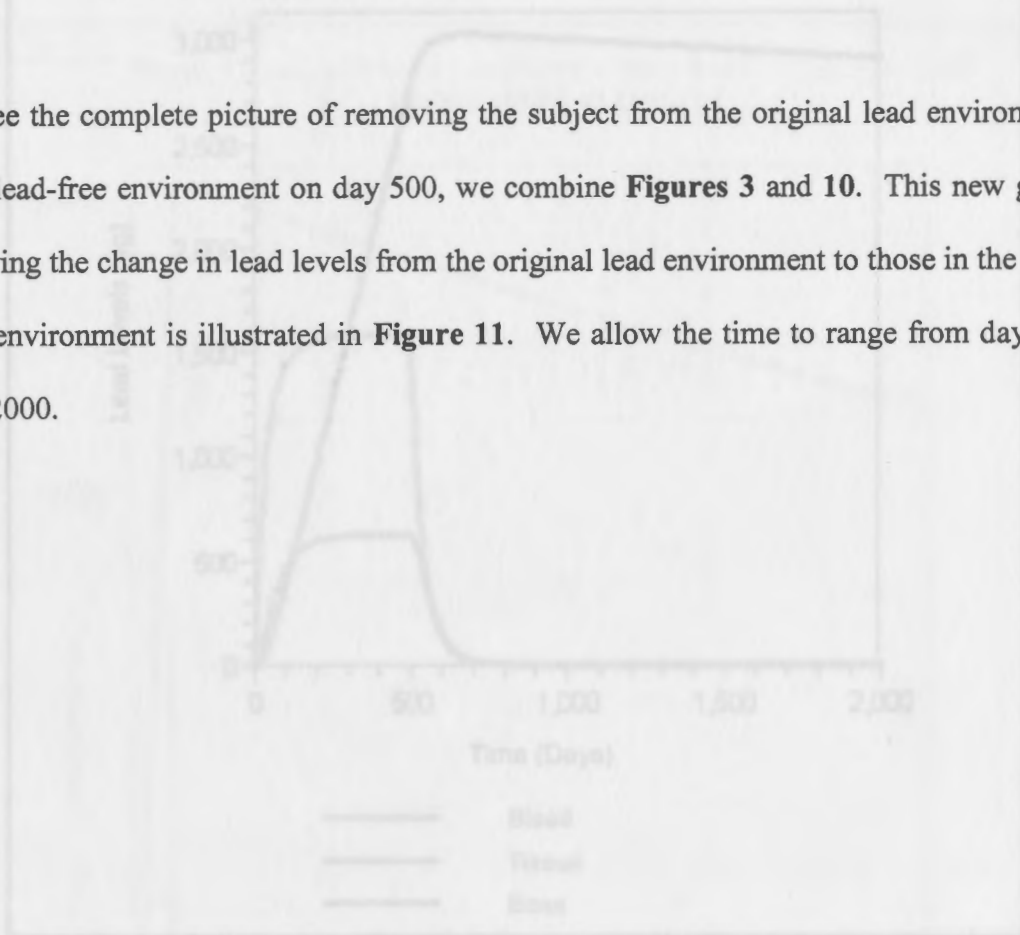 ee the complete picture of removing the subject from the original lead environ
lead-free environment on day 500, we combine Figures 3 and 10. This new
ing the change in lead levels from the original lead environment to those in the
environment is illustrated in Figure 11. We allow the time to range from day
2000.
1,000
500
0
0 500 1,000 1,500 2,000
Time (Days)
Blood
Tissue
Bone